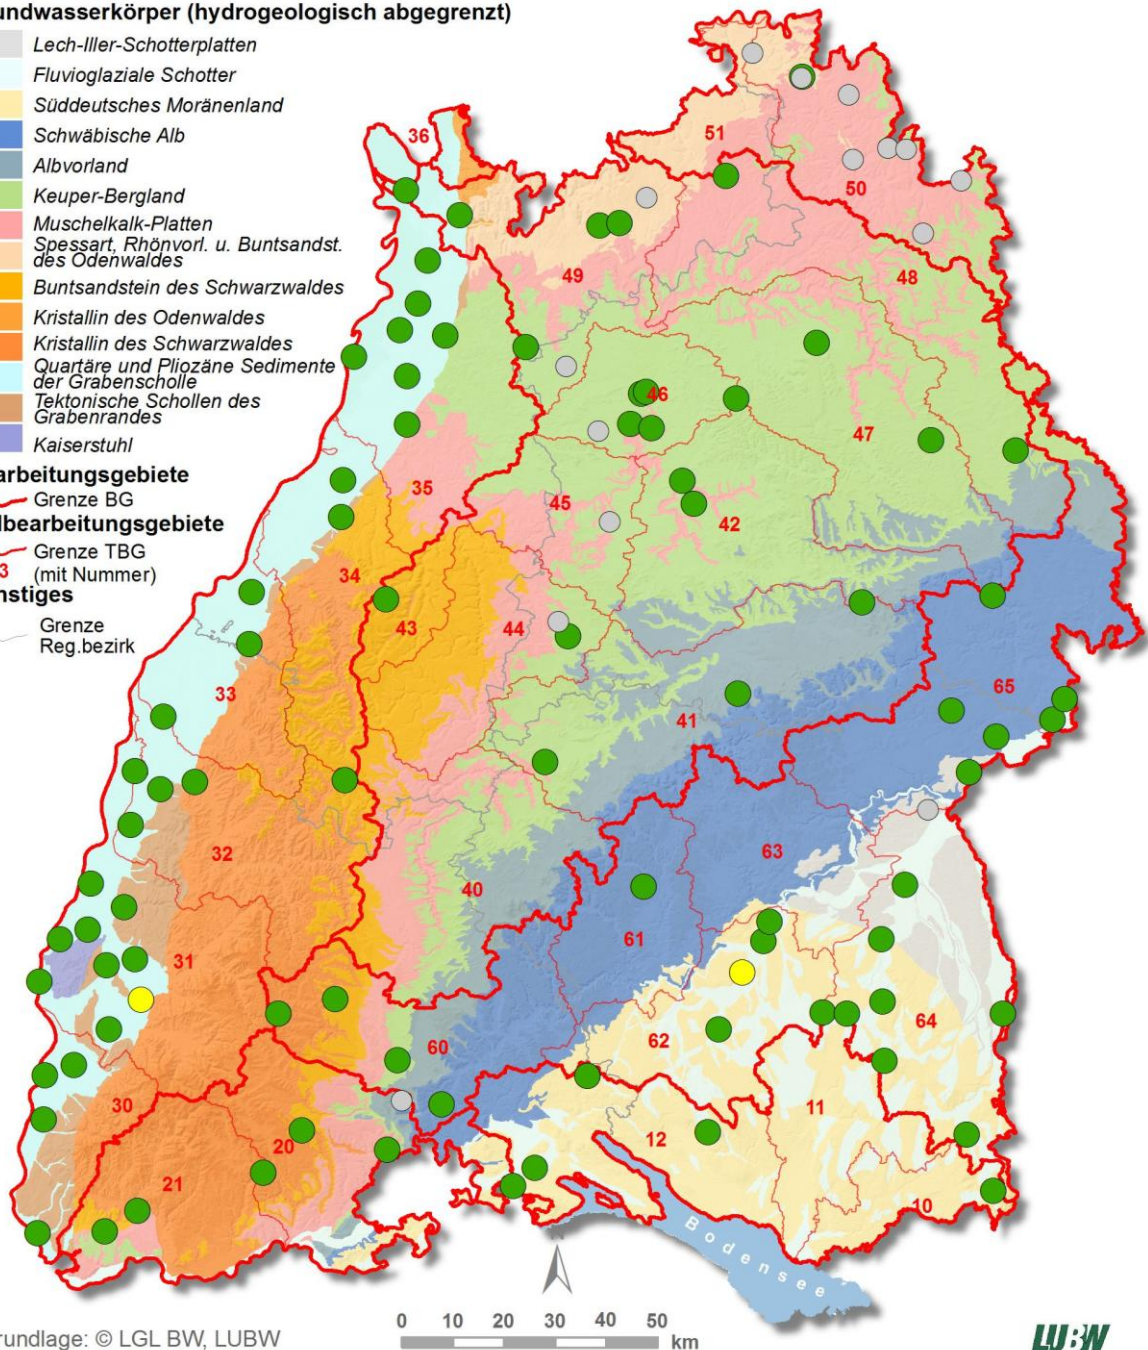 undwasserkörper (hydrogeologisch abgegrenzt)
Lech-Iller-Schotterplatten
Fluvioglaziale Schotter
Süddeutsches Moränenland
Schwäbische Alb
Albvorland
Keuper-Bergland
Muschelkalk-Platten
Spessart, Rhönvorl. u. Buntsandst.
des Odenwaldes
Buntsandstein des Schwarzwaldes
Kristallin des Odenwaldes
Kristallin des Schwarzwaldes
Quartäre und Pliozäne Sedimente
der Grabenscholle
Tektonische Schollen des
Grabenrandes
Kaiserstuhl
arbeitungsgebiete
Grenze BG
lbearbeitungsgebiete
Grenze TBG
3 (mit Nummer)
nstiges
Grenze
Reg.bezirk
36
51
50
49
48
46
47
35
45
42
34
43
44
33
41
65
32
63
40
61
31
64
62
60
11
30
12
20
21
10
Bodensee
0 10 20 30 40 50
km
rundlage: © LGL BW, LUBW
LUBW